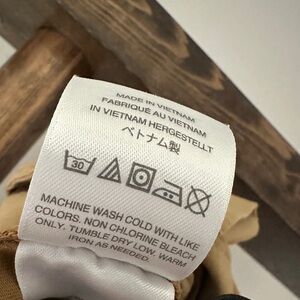 MADE IN VIETNAM
FABRIQUÉ AU VIETNAM
IN VIETNAM HERGESTELLT
ベトナム製
30
MACHINE WASH COLD WITH LIKE
COLORS. NON CHLORINE BLEACH
ONLY. TUMBLE DRY LOW, WARM
IRON AS NEEDED.